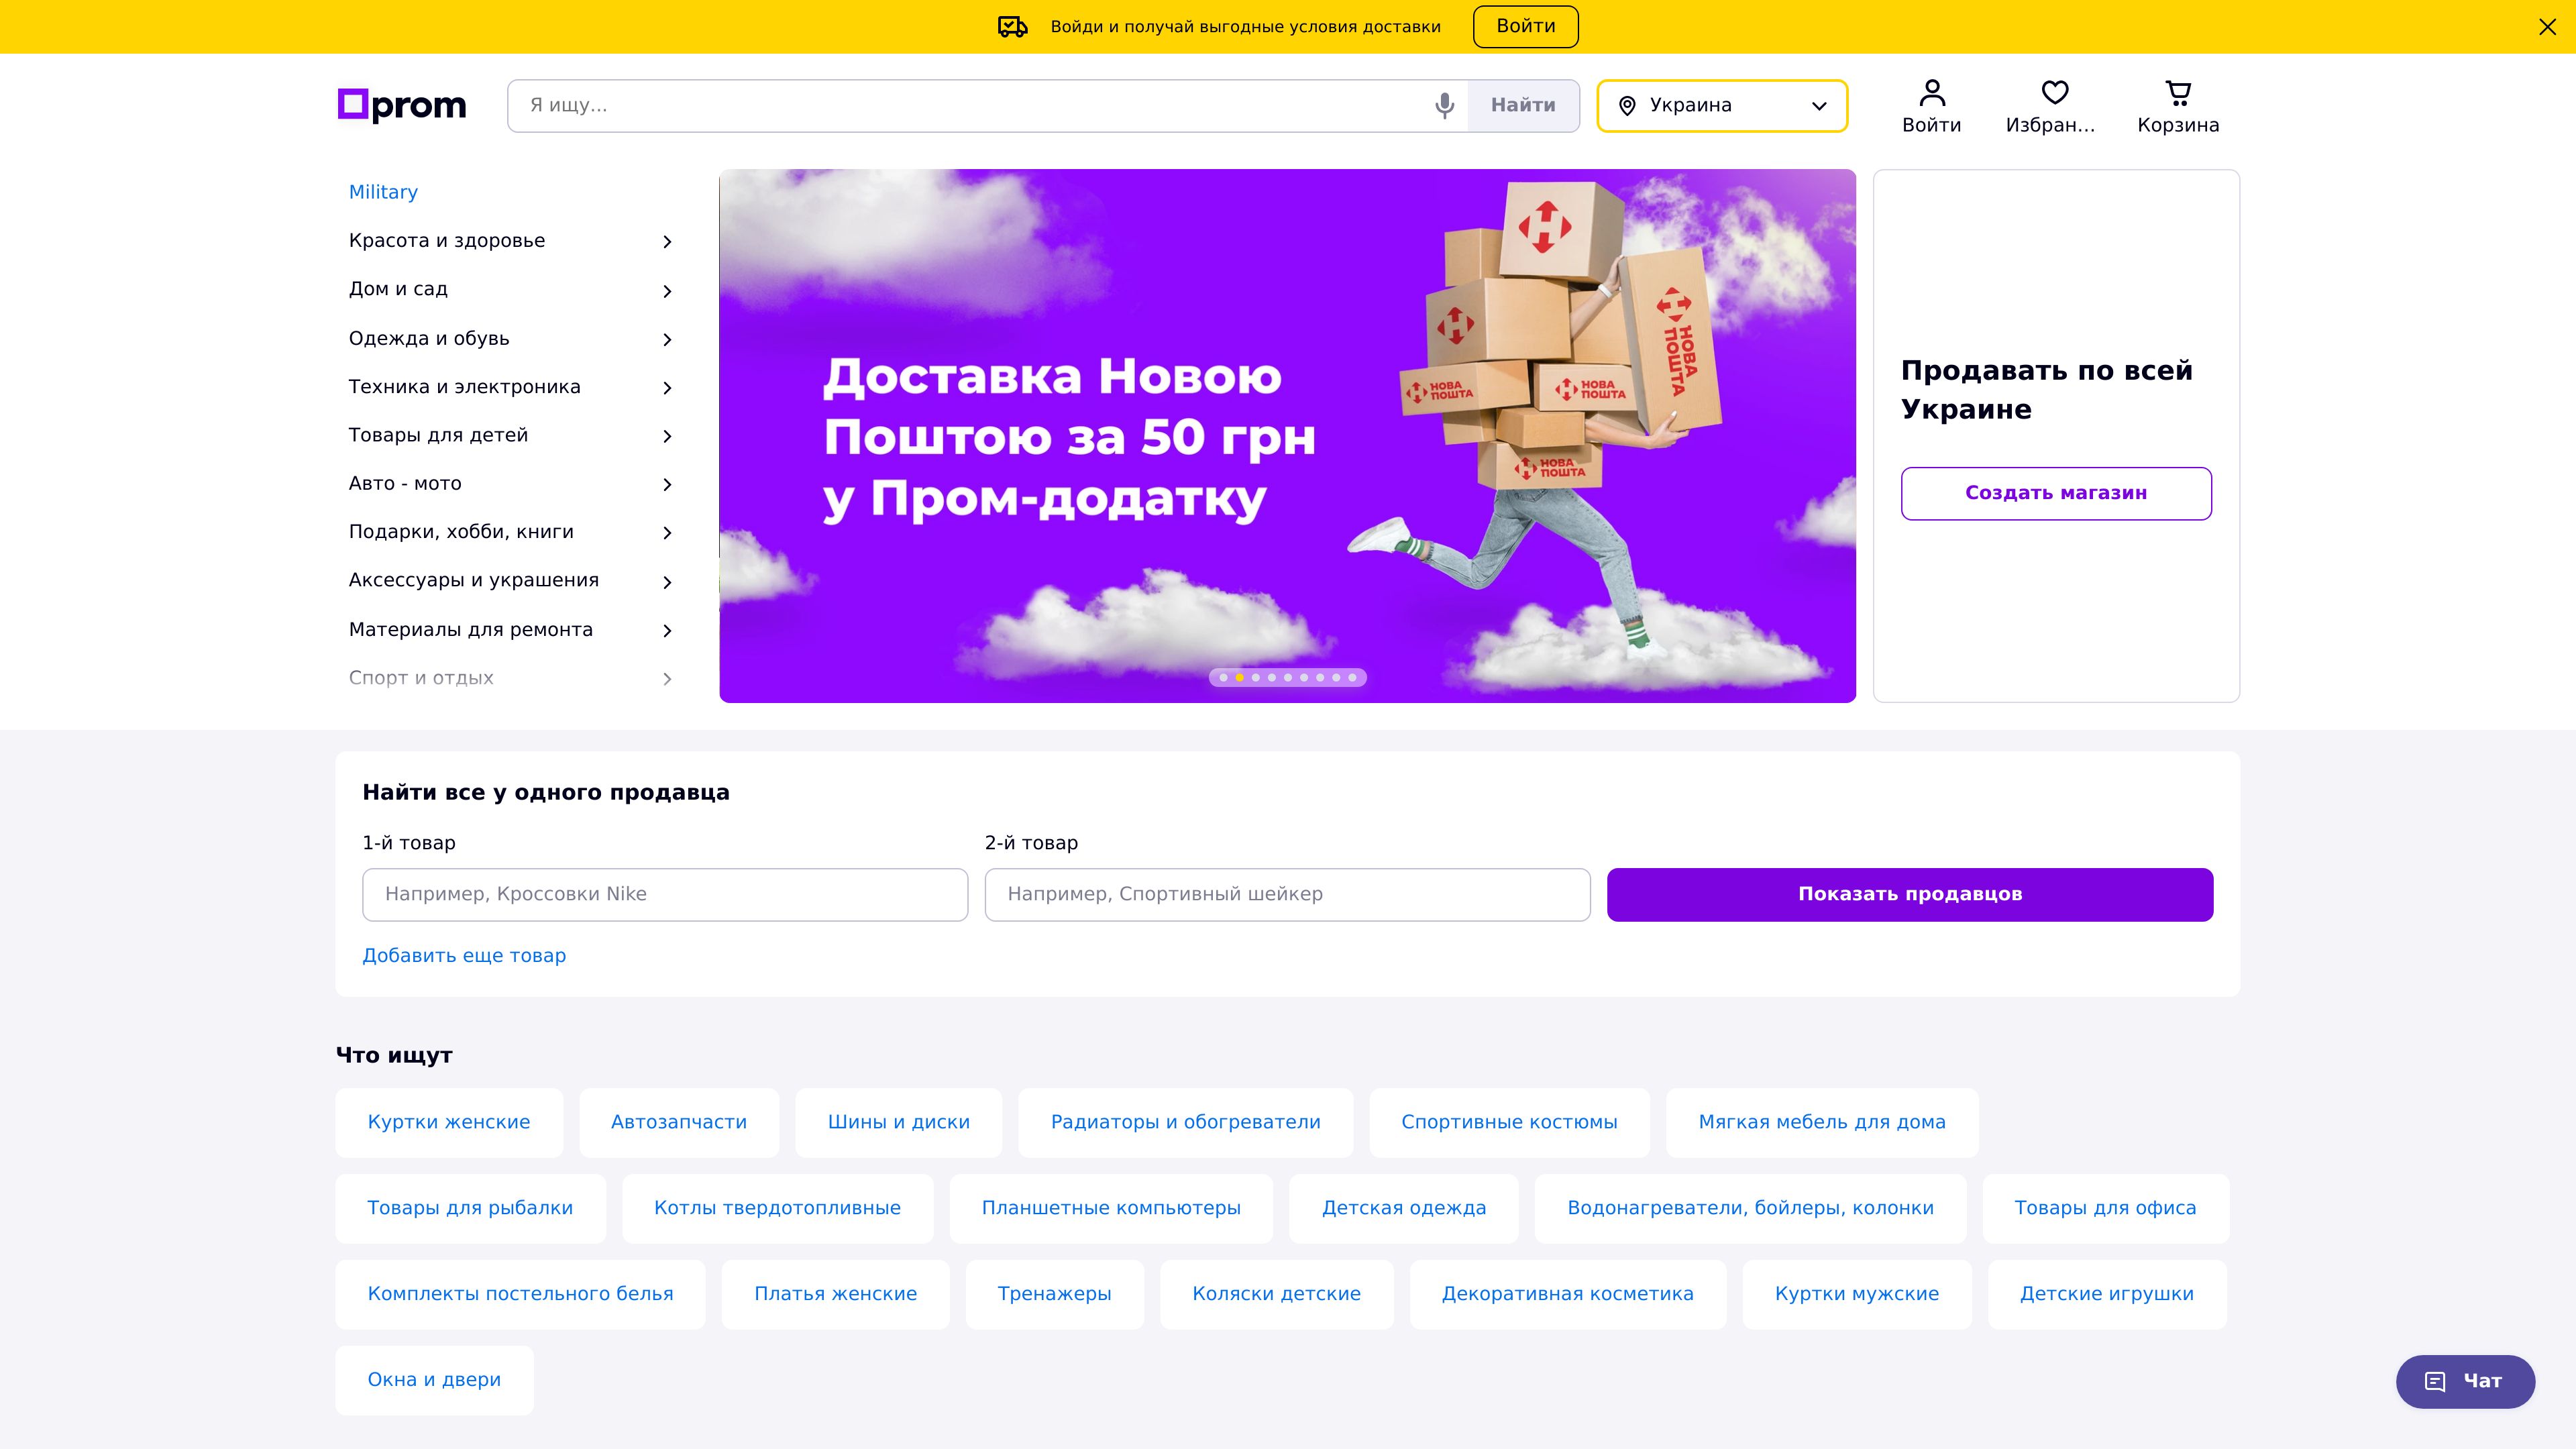 Войди и получай выгодные условия доставки
Войти
prom
Я ищу...
Найти
Украина
Войти
Избран...
Корзина
Military
Красота и здоровье
Дом и сад
Одежда и обувь
Техника и электроника
Товары для детей
Авто - мото
Подарки, хобби, книги
Аксессуары и украшения
Материалы для ремонта
Спорт и отдых
Доставка Новою
Поштою за 50 грн
у Пром-додатку
НОВА
ПОШТА
НОВА
ПОШТА
НОВА
ПОШТА
НОВА
ПОШТА
Продавать по всей
Украине
Создать магазин
Найти все у одного продавца
1-й товар
2-й товар
Например, Кроссовки Nike
Например, Спортивный шейкер
Показать продавцов
Добавить еще товар
Что ищут
Куртки женские
Автозапчасти
Шины и диски
Радиаторы и обогреватели
Спортивные костюмы
Мягкая мебель для дома
Товары для рыбалки
Котлы твердотопливные
Планшетные компьютеры
Детская одежда
Водонагреватели, бойлеры, колонки
Товары для офиса
Комплекты постельного белья
Платья женские
Тренажеры
Коляски детские
Декоративная косметика
Куртки мужские
Детские игрушки
Окна и двери
Чат